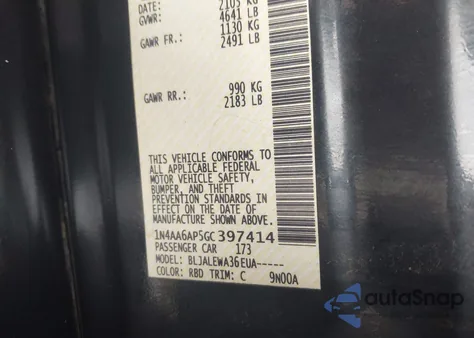 DATE: 2105 KG
GVWR: 4641 LB
1130 KG
GAWR FR.: 2491 LB
990 KG
GAWR RR.: 2183 LB
THIS VEHICLE CONFORMS TO
ALL APPLICABLE FEDERAL
MOTOR VEHICLE SAFETY,
BUMPER, AND THEFT
PREVENTION STANDARDS IN
EFFECT ON THE DATE OF
MANUFACTURE SHOWN ABOVE.
1N4AA6AP5GC397414
PASSENGER CAR 173
MODEL: BLJALEWA36EUA-----
COLOR: RBD TRIM: C 9N00A
autoSnap